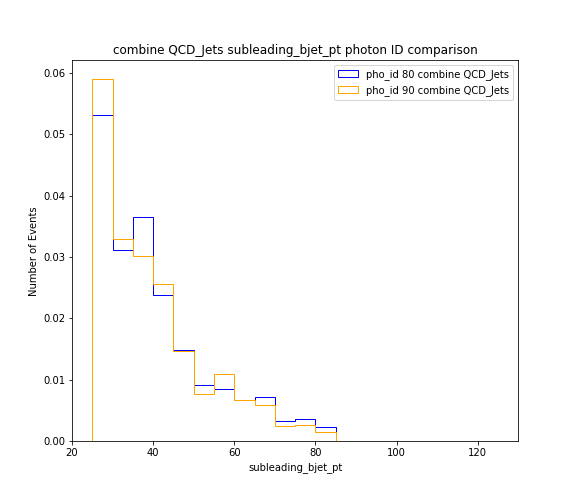 combine QCD_Jets subleading_bjet_pt photon ID comparison
pho_id 80 combine QCD_Jets
pho_id 90 combine QCD_Jets
0.06
0.05
0.04
0.03
0.02
0.01
0.00
Number of Events
20 40 60 80 100 120
subleading_bjet_pt